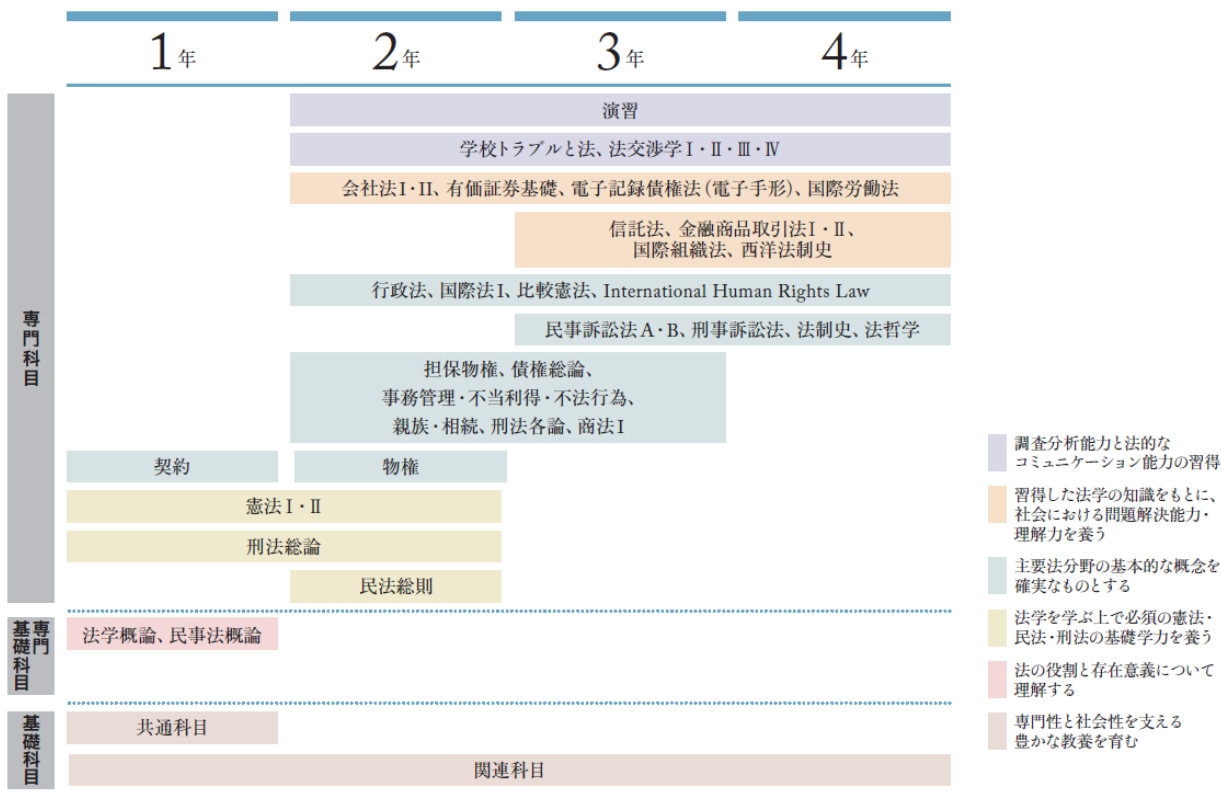 1年
2年
3年
4年
専門科目
演習
学校トラブルと法、法交渉学Ⅰ・Ⅱ・Ⅲ・Ⅳ
会社法Ⅰ・II、有価証券基礎、電子記録債権法(電子手形)、国際労働法
信託法、金融商品取引法Ⅰ・Ⅱ、
国際組織法、西洋法制史
行政法、国際法Ⅰ、比較憲法、International Human Rights Law
民事訴訟法A・B、刑事訴訟法、法制史、法哲学
担保物権、債権総論、
事務管理・不当利得・不法行為、
親族・相続、刑法各論、商法Ⅰ
契約
物権
憲法Ⅰ・Ⅱ
刑法総論
民法総則
専門
基礎科目
法学概論、民事法概論
基礎科目
共通科目
関連科目
調査分析能力と法的な
コミュニケーション能力の習得
習得した法学の知識をもとに、
社会における問題解決能力・
理解力を養う
主要法分野の基本的な概念を
確実なものとする
法学を学ぶ上で必須の憲法・
民法・刑法の基礎学力を養う
法の役割と存在意義について
理解する
専門性と社会性を支える
豊かな教養を育む